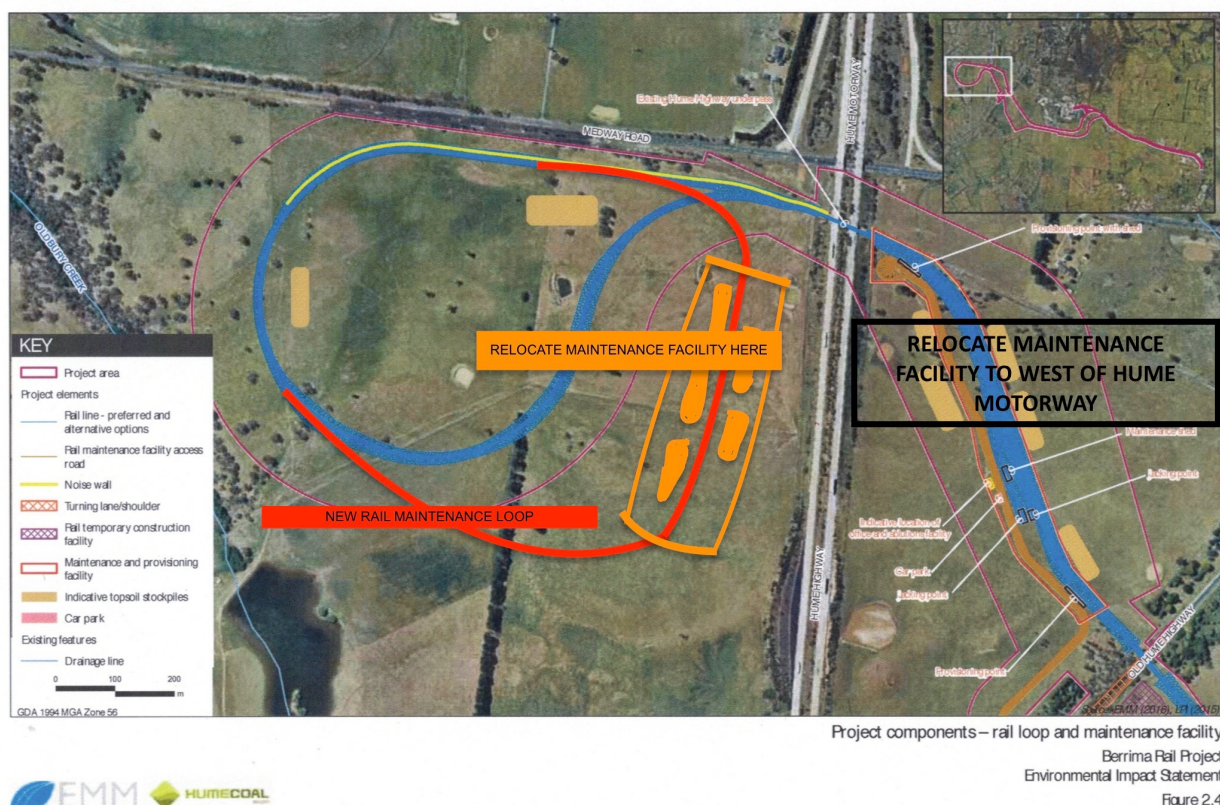 Existing Hume Highway underpass
MEDWAY ROAD
HUME MOTORWAY
Provisioning point with shed
OLDBURY CREEK
RELOCATE MAINTENANCE FACILITY HERE
RELOCATE MAINTENANCE
FACILITY TO WEST OF HUME
MOTORWAY
Maintenance shed
Jacking point
NEW RAIL MAINTENANCE LOOP
Indicative location of
office and ablutions facility
Car park
Jacking point
HUME HIGHWAY
Provisioning point
OLD HUME HIGHWAY
KEY
Project area
Project elements
Rail line - preferred and
alternative options
Rail maintenance facility access
road
Noise wall
Turning lane/shoulder
Rail temporary construction
facility
Maintenance and provisioning
facility
Indicative topsoil stockpiles
Car park
Existing features
Drainage line
0 100 200
m
GDA 1994 MGA Zone 56
Source: EMM (2016), LPI (2015)
Project components – rail loop and maintenance facility
Berrima Rail Project
Environmental Impact Statement
Figure 2.4
EMM
HUMECOAL